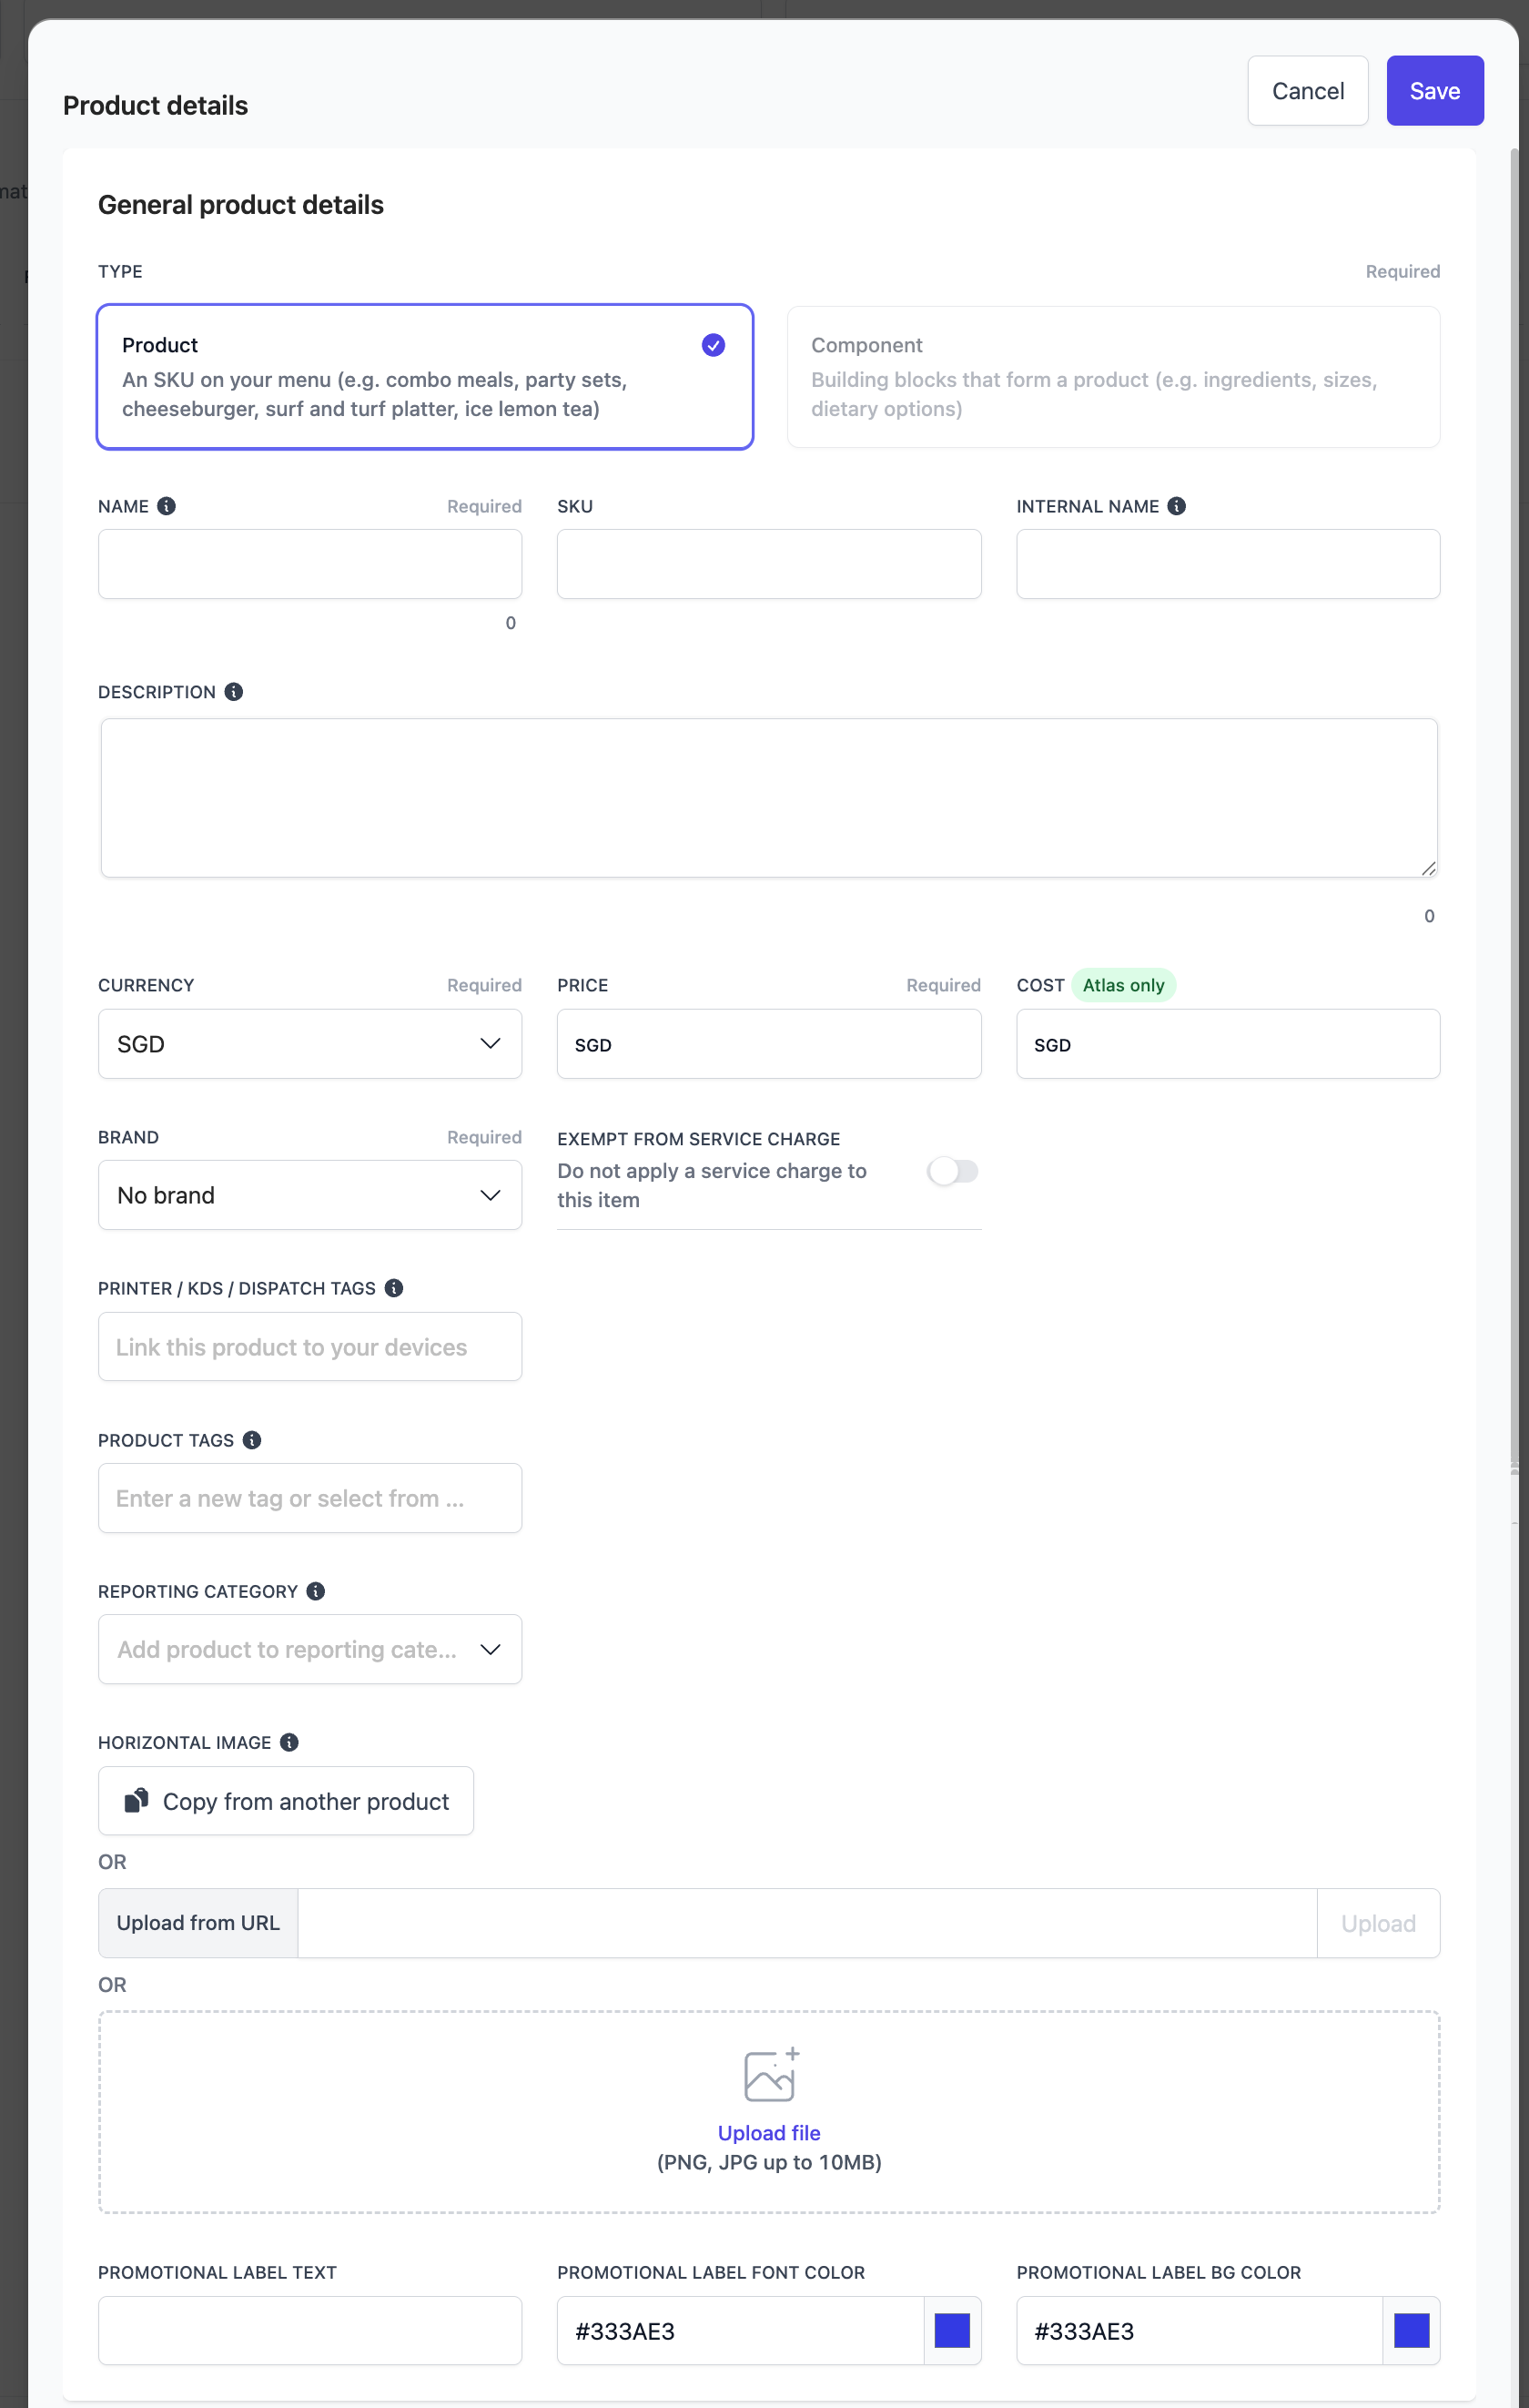 Product details
Cancel
Save
General product details
TYPE
Required
Product
An SKU on your menu (e.g. combo meals, party sets,
cheeseburger, surf and turf platter, ice lemon tea)
Component
Building blocks that form a product (e.g. ingredients, sizes,
dietary options)
NAME
Required
SKU
INTERNAL NAME
0
DESCRIPTION
0
CURRENCY
Required
PRICE
Required
COST
Atlas only
SGD
SGD
SGD
BRAND
Required
No brand
EXEMPT FROM SERVICE CHARGE
Do not apply a service charge to
this item
PRINTER / KDS / DISPATCH TAGS
Link this product to your devices
PRODUCT TAGS
Enter a new tag or select from ...
REPORTING CATEGORY
Add product to reporting cate...
HORIZONTAL IMAGE
Copy from another product
OR
Upload from URL
Upload
OR
Upload file
(PNG, JPG up to 10MB)
PROMOTIONAL LABEL TEXT
PROMOTIONAL LABEL FONT COLOR
PROMOTIONAL LABEL BG COLOR
#333AE3
#333AE3